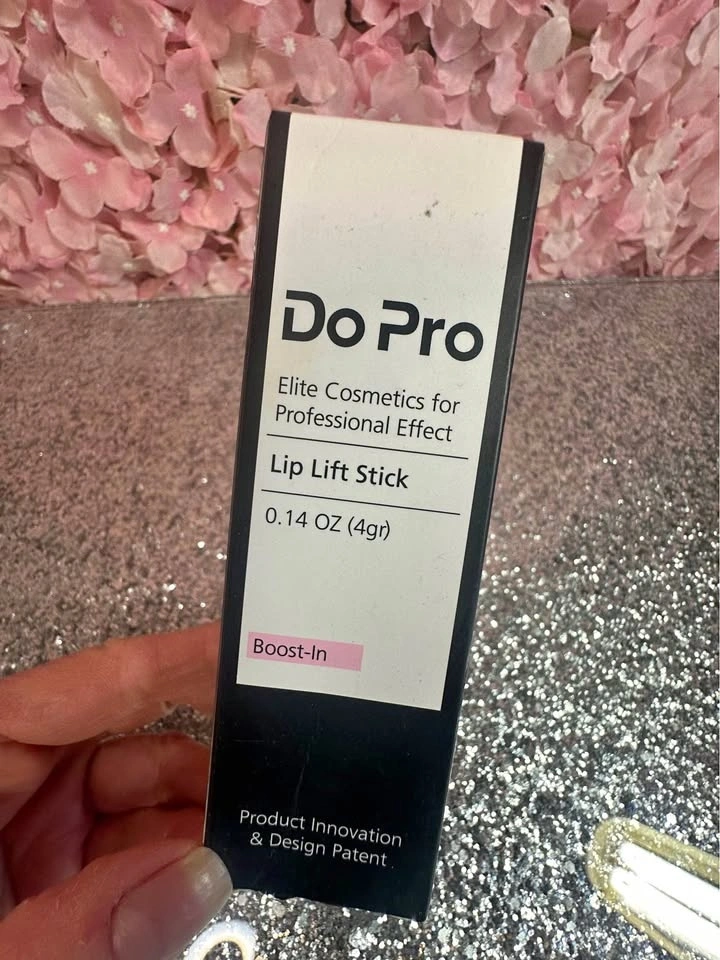 Do Pro
Elite Cosmetics for
Professional Effect
Lip Lift Stick
0.14 OZ (4gr)
Boost-In
Product Innovation
& Design Patent